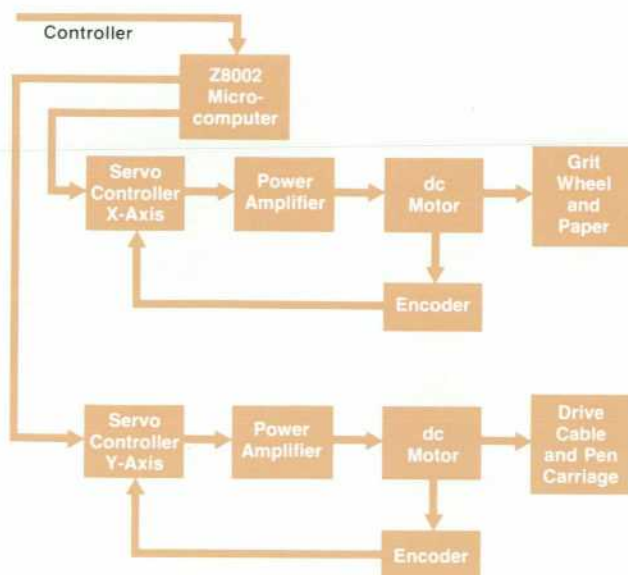 Controller
Z8002
Micro-
computer
Servo
Controller
X-Axis
Power
Amplifier
dc
Motor
Grit
Wheel
and
Paper
Encoder
Servo
Controller
Y-Axis
Power
Amplifier
dc
Motor
Drive
Cable
and Pen
Carriage
Encoder